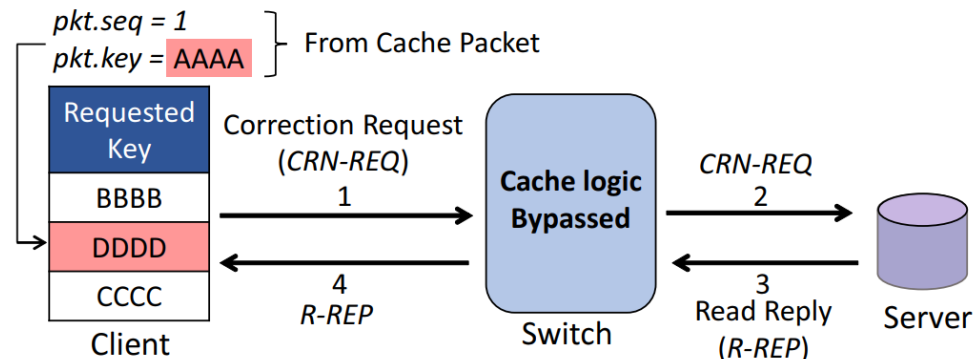 pkt.seq = 1
pkt.key = AAAA
From Cache Packet
Requested
Key
BBBB
DDDD
CCCC
Client
Correction Request
(CRN-REQ)
1
4
R-REP
Cache logic
Bypassed
Switch
CRN-REQ
2
3
Read Reply
(R-REP)
Server